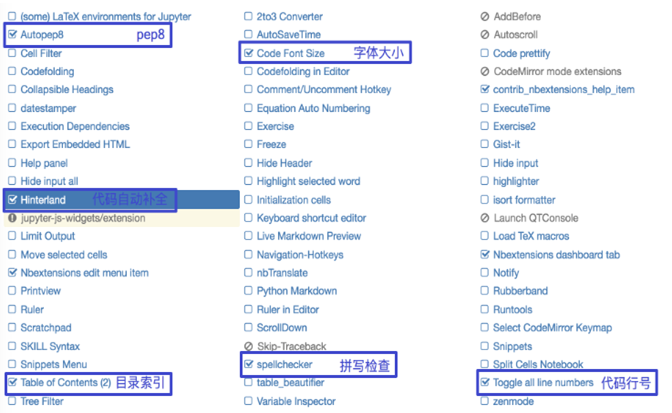 (some) LaTeX environments for Jupyter
Autopep8 pep8
Cell Filter
Codefolding
Collapsible Headings
datestamper
Execution Dependencies
Export Embedded HTML
Help panel
Hide input all
Hinterland 代码自动补全
jupyter-js-widgets/extension
Limit Output
Move selected cells
Nbextensions edit menu item
Printview
Ruler
Scratchpad
SKILL Syntax
Snippets Menu
Table of Contents (2) 目录索引
Tree Filter
2to3 Converter
AutoSaveTime
Code Font Size 字体大小
Codefolding in Editor
Comment/Uncomment Hotkey
Equation Auto Numbering
Exercise
Freeze
Hide Header
Highlight selected word
Initialization cells
Keyboard shortcut editor
Live Markdown Preview
Navigation-Hotkeys
nbTranslate
Python Markdown
Ruler in Editor
ScrollDown
Skip-Traceback
spellchecker 拼写检查
table_beautifier
Variable Inspector
AddBefore
Autoscroll
Code prettify
CodeMirror mode extensions
contrib_nbextensions_help_item
ExecuteTime
Exercise2
Gist-it
Hide input
highlighter
isort formatter
Launch QTConsole
Load TeX macros
Nbextensions dashboard tab
Notify
Rubberband
Runtools
Select CodeMirror Keymap
Snippets
Split Cells Notebook
Toggle all line numbers 代码行号
zenmode